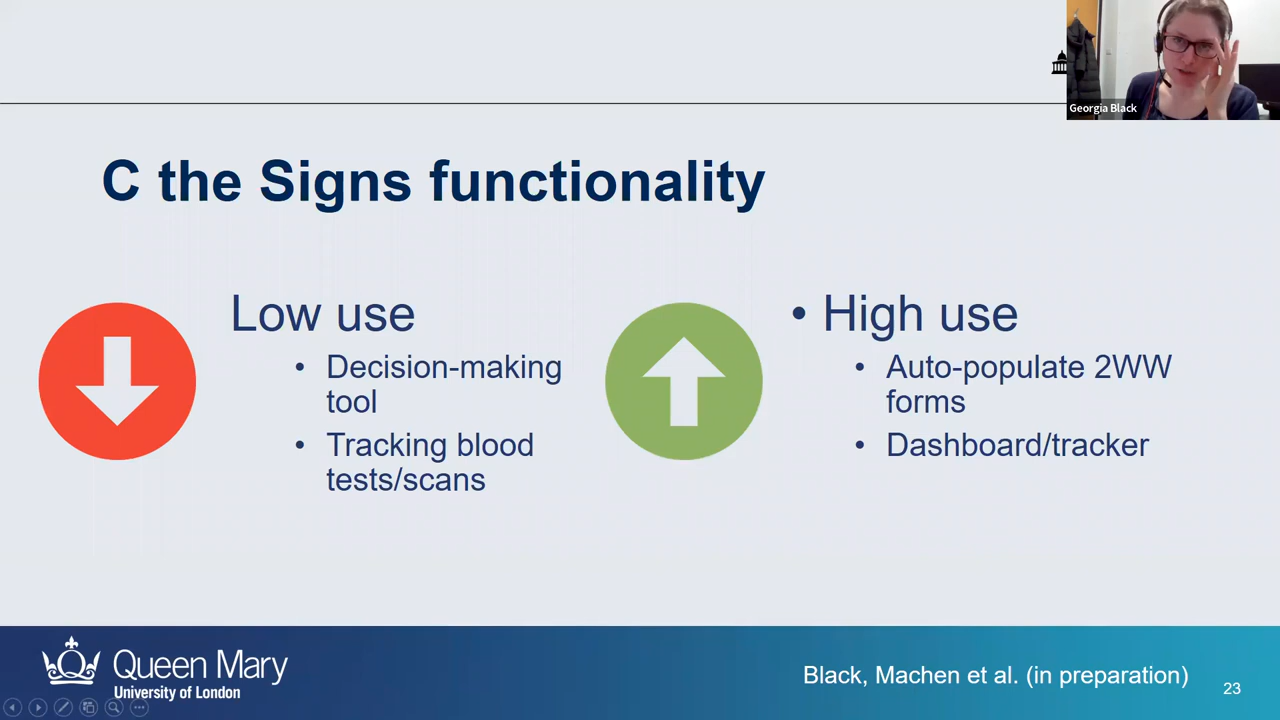 Georgia Black
C the Signs functionality
Low use
• Decision-making
tool
• Tracking blood
tests/scans
• High use
• Auto-populate 2WW
forms
• Dashboard/tracker
Queen Mary
University of London
Black, Machen et al. (in preparation)
23